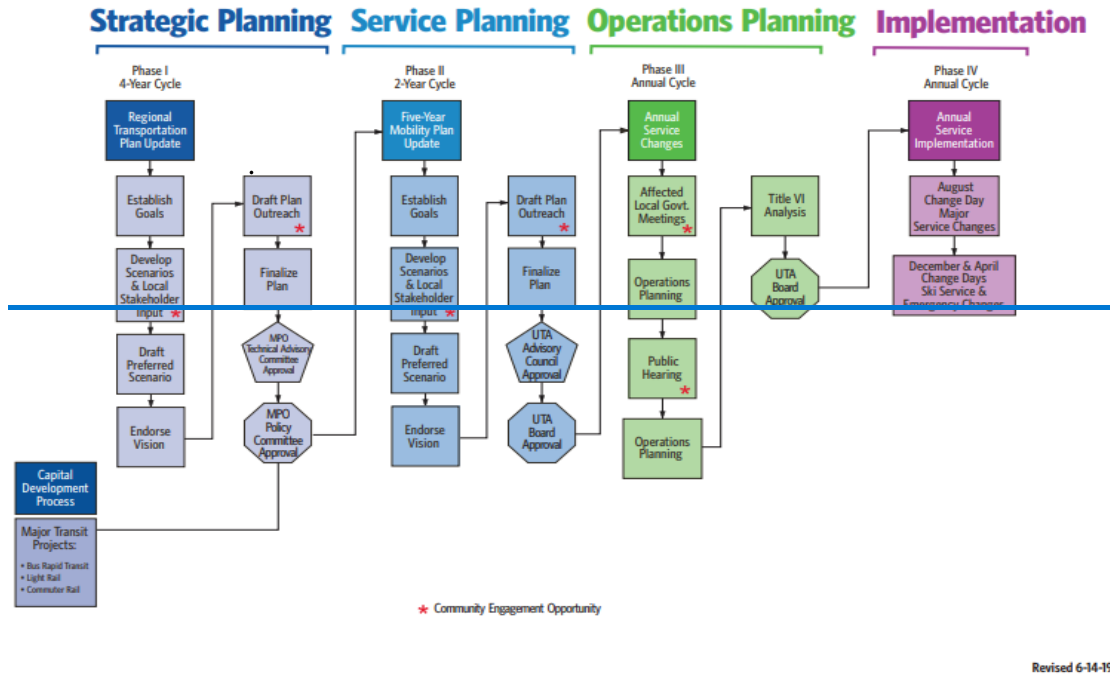 Strategic Planning
Service Planning
Operations Planning
Implementation
Phase I
4-Year Cycle
Regional
Transportation
Plan Update
Establish
Goals
Develop
Scenarios
& Local
Stakeholder
Input *
Draft
Preferred
Scenario
Endorse
Vision
Draft Plan
Outreach
*
Finalize
Plan
MPO
Technical Advisory
Committee
Approval
MPO
Policy
Committee
Approval
Capital
Development
Process
Major Transit
Projects:
• Bus Rapid Transit
• Light Rail
• Commuter Rail
Phase II
2-Year Cycle
Five-Year
Mobility Plan
Update
Establish
Goals
Develop
Scenarios
& Local
Stakeholder
Input *
Draft
Preferred
Scenario
Endorse
Vision
Draft Plan
Outreach
*
Finalize
Plan
UTA
Advisory
Council
Approval
UTA
Board
Approval
Phase III
Annual Cycle
Annual
Service
Changes
Affected
Local Govt.
Meetings
*
Operations
Planning
Public
Hearing
*
Operations
Planning
Title VI
Analysis
UTA
Board
Approval
Phase IV
Annual Cycle
Annual
Service
Implementation
August
Change Day
Major
Service Changes
December & April
Change Days
Ski Service &
Emergency Changes
* Community Engagement Opportunity
Revised 6-14-19